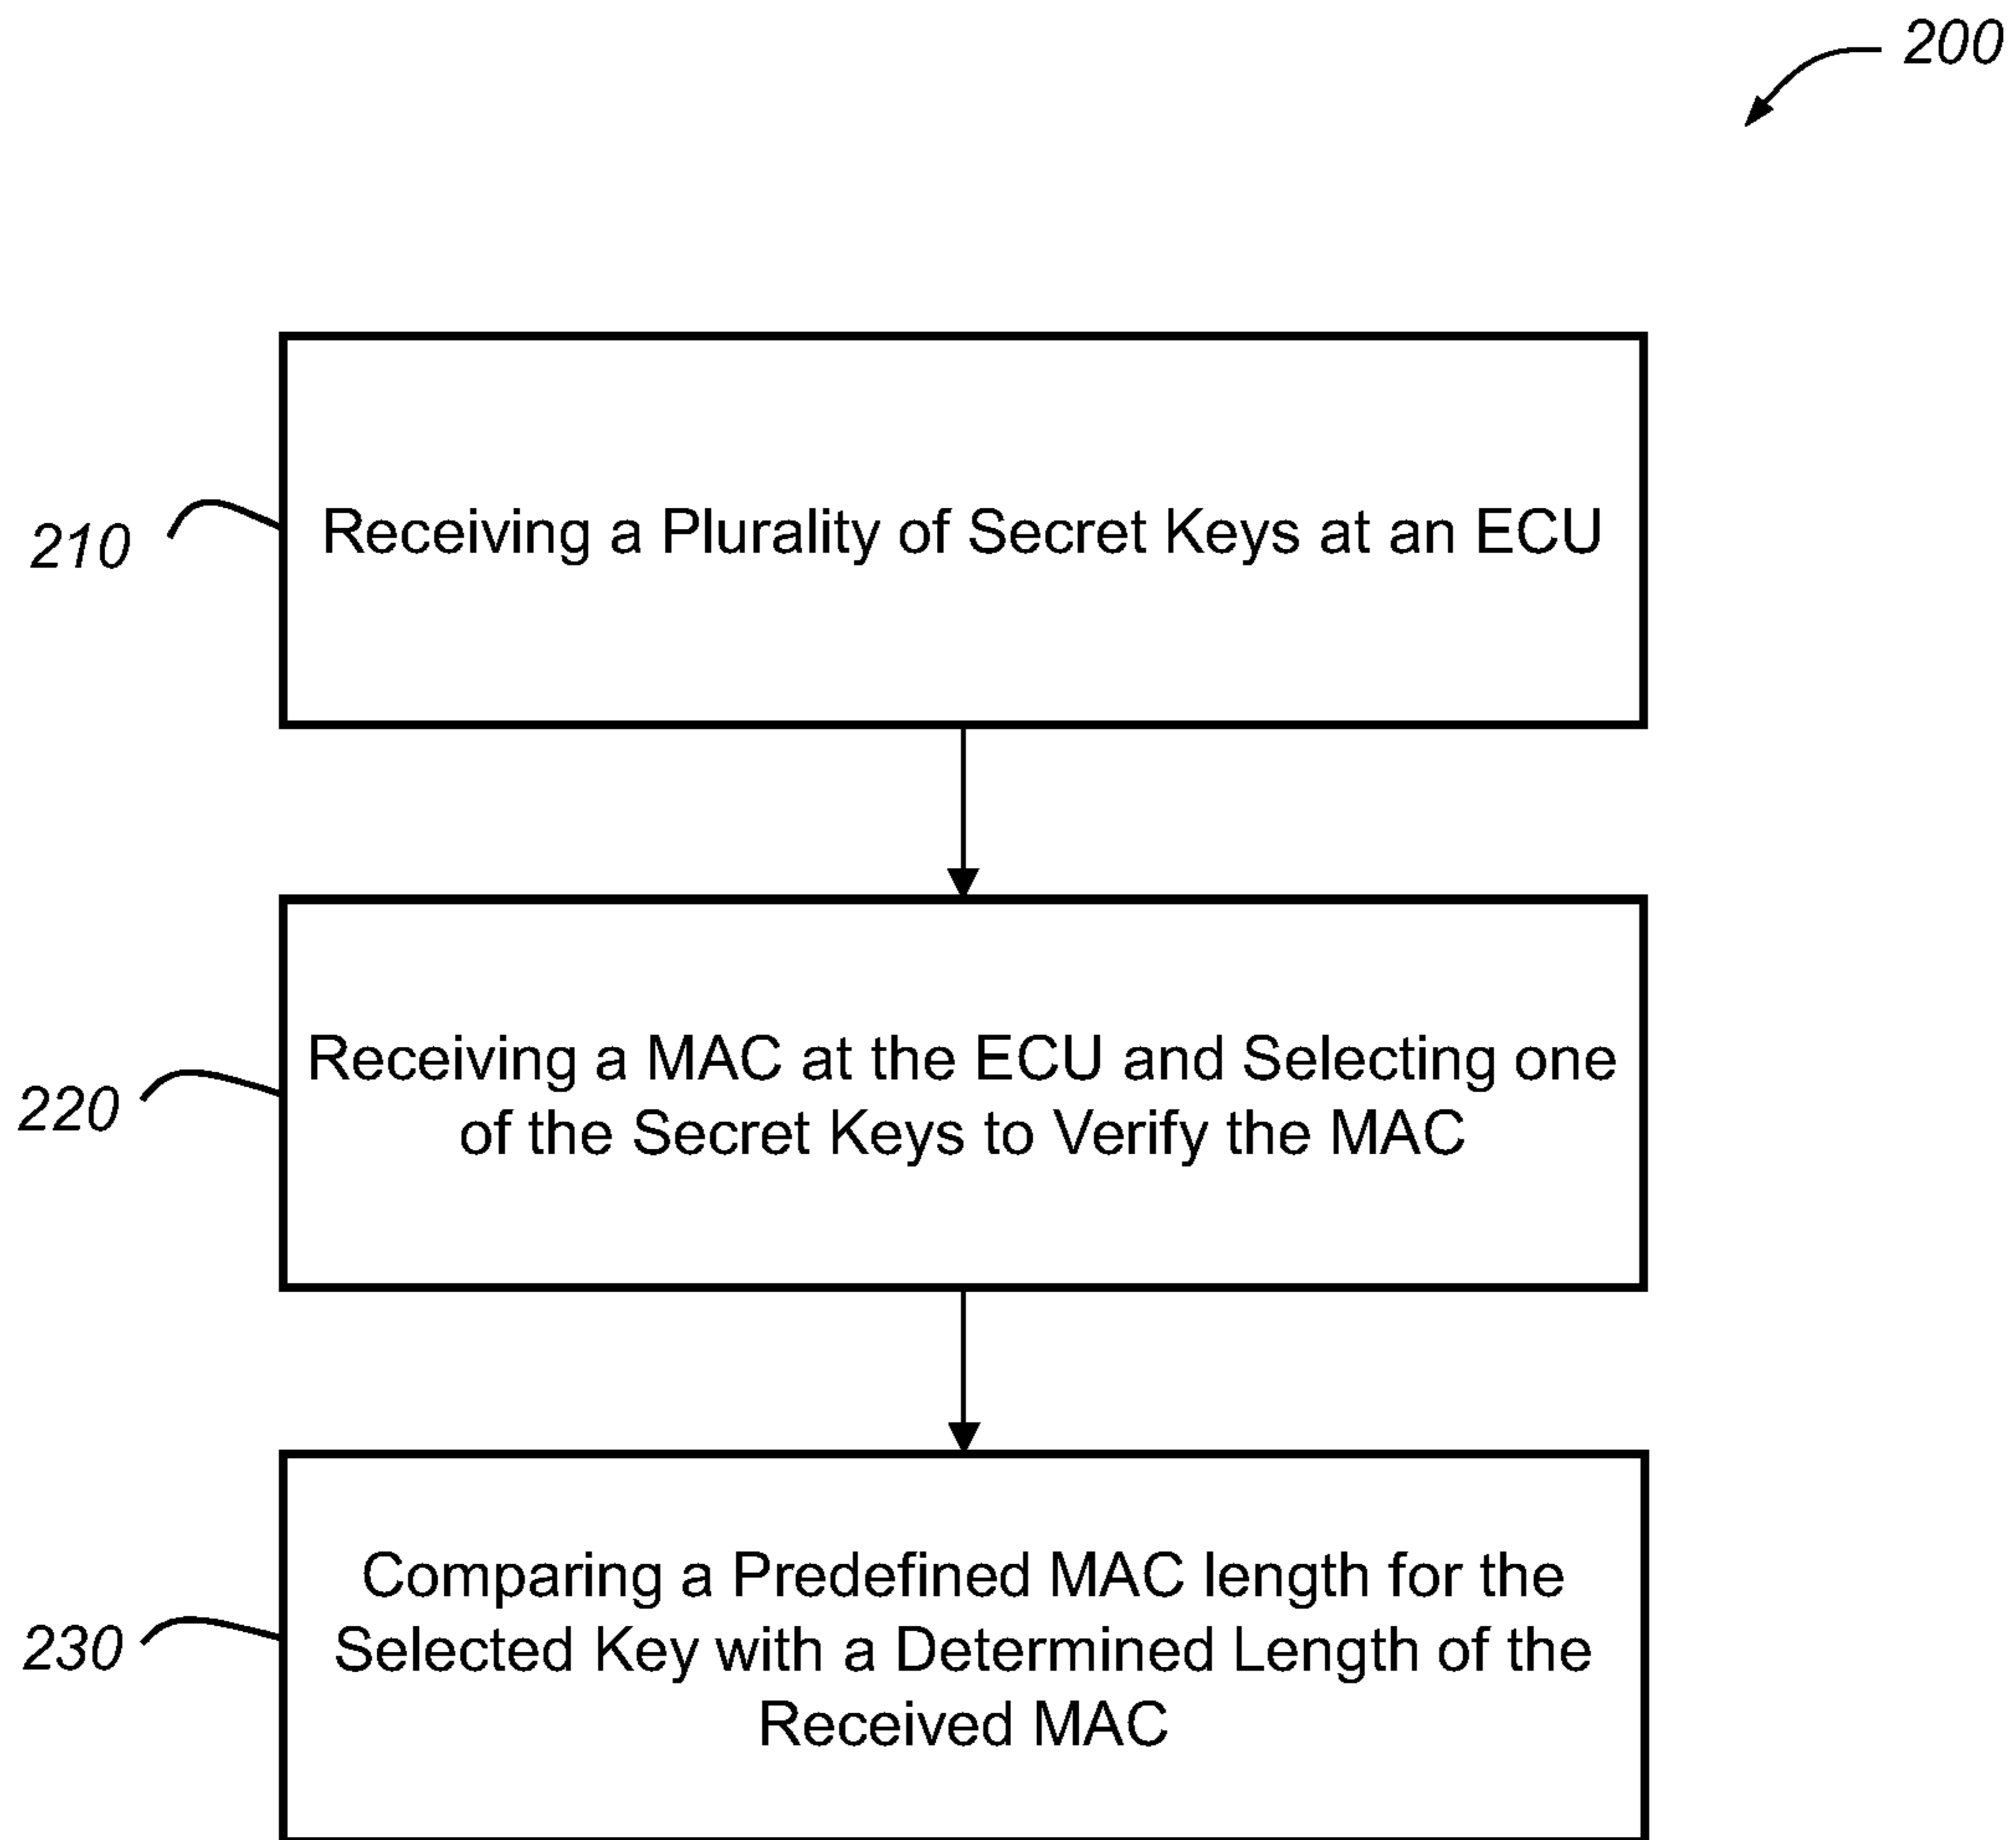 200
210
Receiving a Plurality of Secret Keys at an ECU
220
Receiving a MAC at the ECU and Selecting one
of the Secret Keys to Verify the MAC
230
Comparing a Predefined MAC length for the
Selected Key with a Determined Length of the
Received MAC